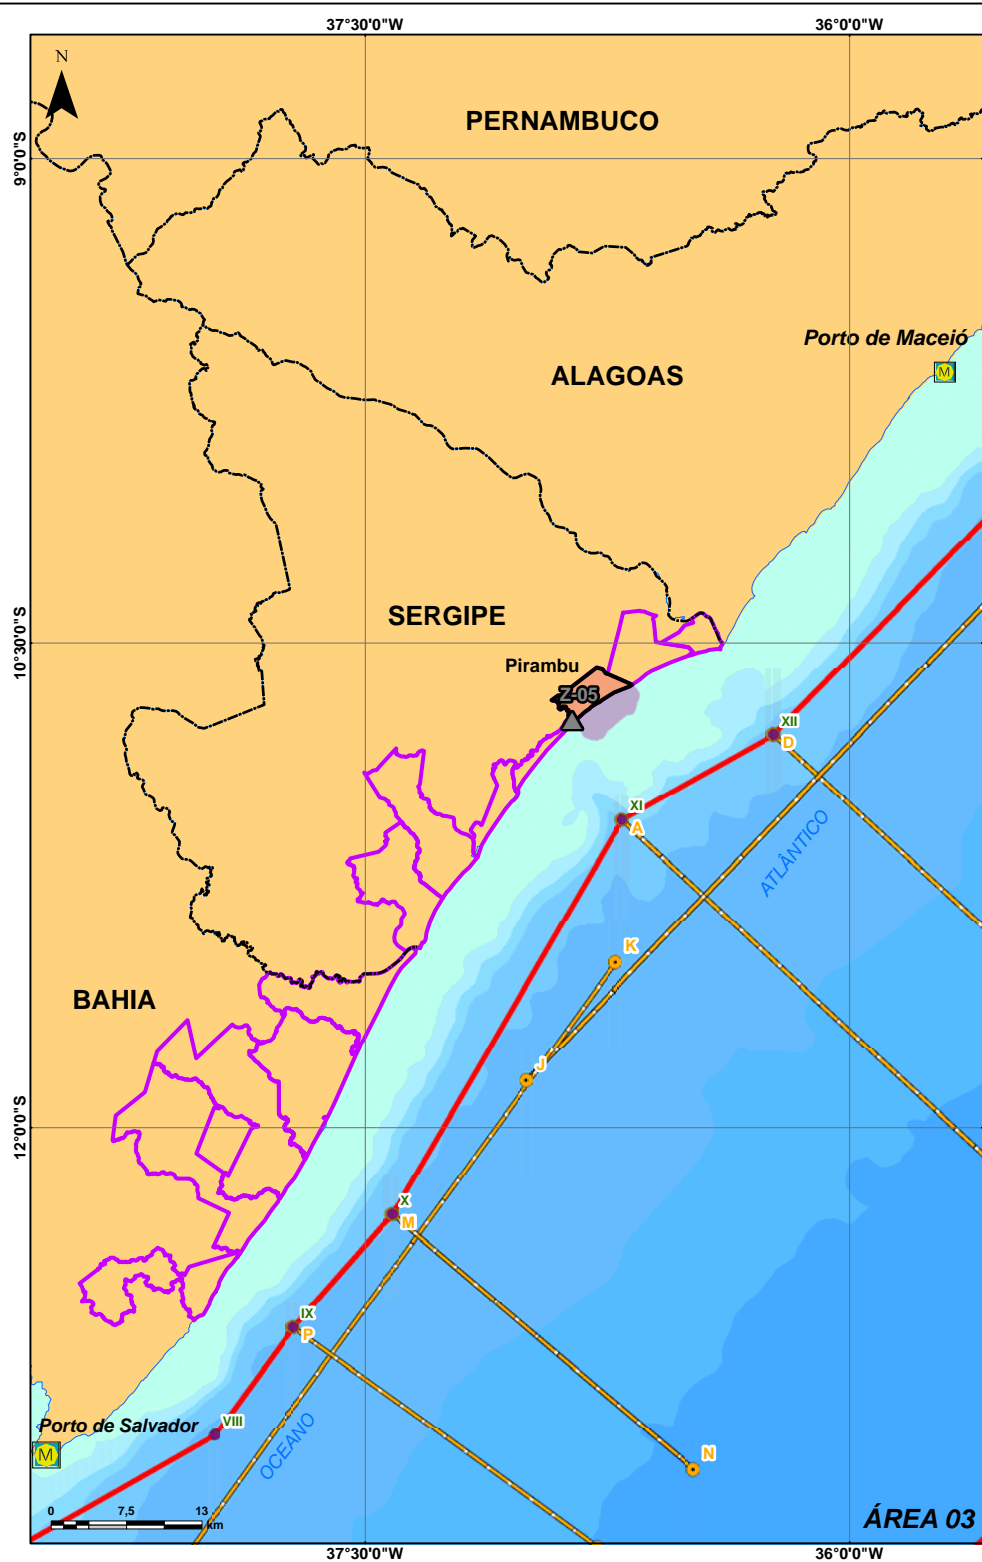 37°30'0"W
36°0'0"W
N
PERNAMBUCO
9°0'0"S
Porto de Maceió
M
ALAGOAS
SERGIPE
10°30'0"S
Pirambu
Z-05
XII
D
XI
A
ATLÂNTICO
K
BAHIA
J
12°0'0"S
X
M
IX
P
VIII
Porto de Salvador
M
OCEANO
N
0
7,5
13
km
ÁREA 03
37°30'0"W
36°0'0"W